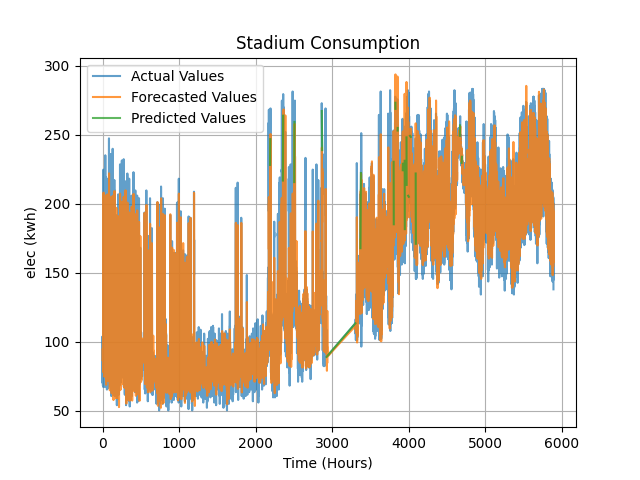 Stadium Consumption
Actual Values
Forecasted Values
Predicted Values
300
250
200
150
100
50
elec (kwh)
0 1000 2000 3000 4000 5000 6000
Time (Hours)